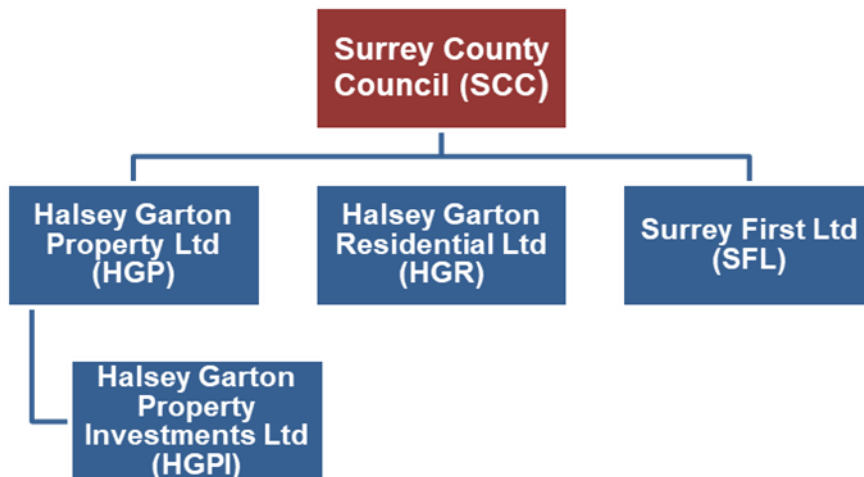 Surrey County
Council (SCC)
Halsey Garton
Property Ltd
(HGP)
Halsey Garton
Residential Ltd
(HGR)
Surrey First Ltd
(SFL)
Halsey Garton
Property
Investments Ltd
(HGPI)